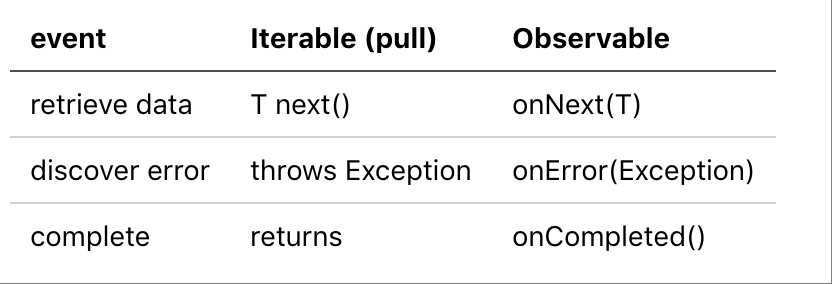 event Iterable (pull) Observable
retrieve data T next() onNext(T)
discover error throws Exception onError(Exception)
complete returns onCompleted()